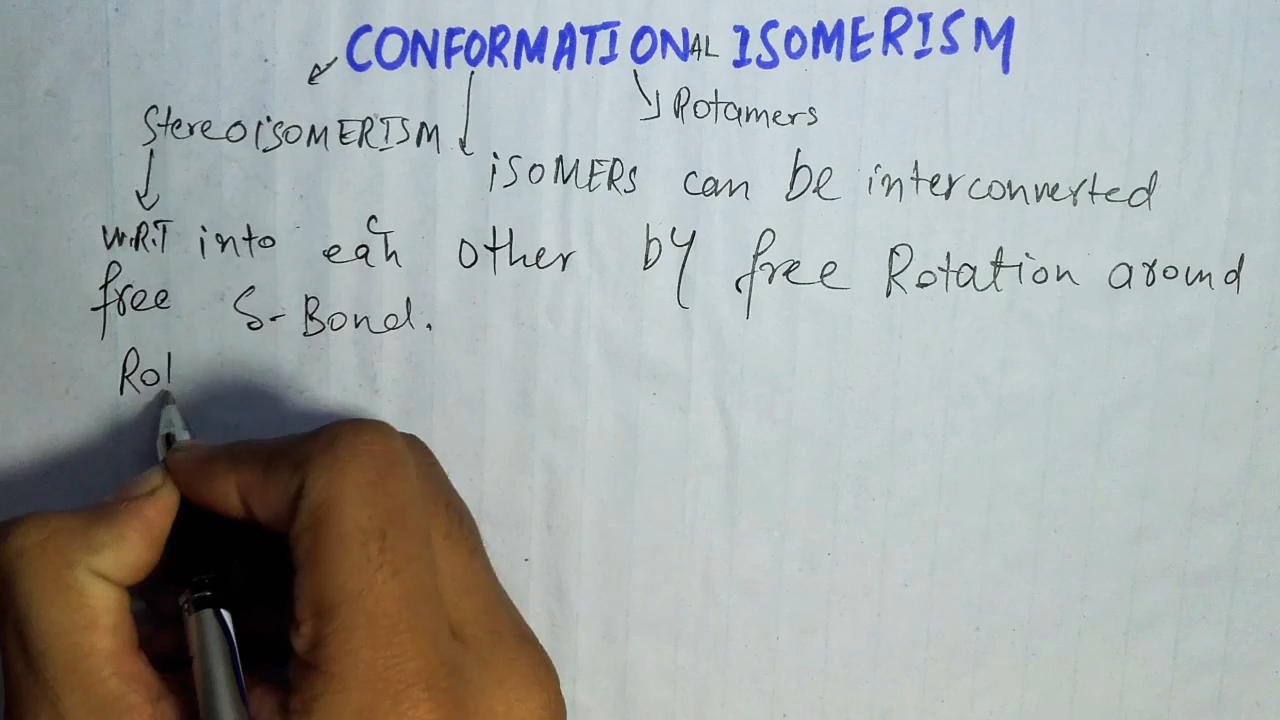 CONFORMATIONAL ISOMERISM
Rotamers
StereoisOMERISM
isOMERs can be interconverted
W.R.T into each other by free Rotation around
free S-Bond.
Rol